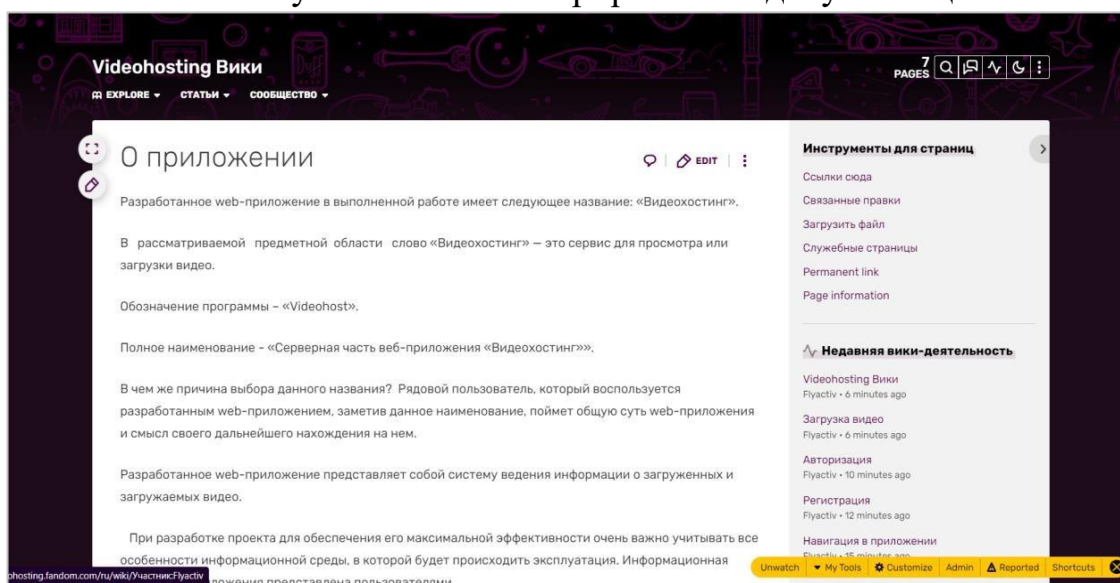 Videohosting Вики
7
PAGES
EXPLORE СТАТЬИ СООБЩЕСТВО
О приложении
EDIT
Разработанное web-приложение в выполненной работе имеет следующее название: «Видеохостинг».
В рассматриваемой предметной области слово «Видеохостинг» – это сервис для просмотра или
загрузки видео.
Обозначение программы – «Videohost».
Полное наименование - «Серверная часть веб-приложения «Видеохостинг»».
В чем же причина выбора данного названия? Рядовой пользователь, который воспользуется
разработанным web-приложением, заметив данное наименование, поймет общую суть web-приложения
и смысл своего дальнейшего нахождения на нем.
Разработанное web-приложение представляет собой систему ведения информации о загруженных и
загружаемых видео.
При разработке проекта для обеспечения его максимальной эффективности очень важно учитывать все
особенности информационной среды, в которой будет происходить эксплуатация. Информационная
представлена пользователями
Инструменты для страниц
Ссылки сюда
Связанные правки
Загрузить файл
Служебные страницы
Permanent link
Page information
Недавняя вики-деятельность
Videohosting Вики
Flyactiv • 6 minutes ago
Загрузка видео
Flyactiv • 6 minutes ago
Авторизация
Flyactiv • 10 minutes ago
Регистрация
Flyactiv • 12 minutes ago
Навигация в приложении
Flyactiv • 15 minutes ago
Unwatch My Tools Customize Admin Reported Shortcuts
ohosting.fandom.com/ru/wiki/Участник:Flyactiv